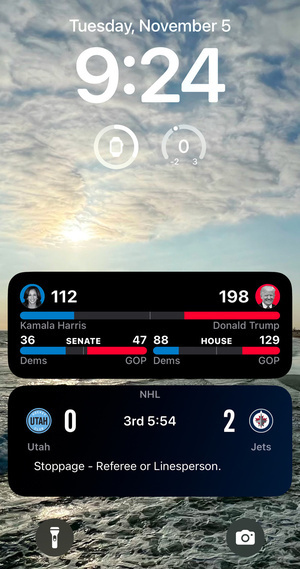 Tuesday, November 5
9:24
0
-2 3
112 198
Kamala Harris Donald Trump
36 SENATE 47 88 HOUSE 129
Dems GOP Dems GOP
NHL
UTAH 0 3rd 5:54 2
Utah Jets
Stoppage - Referee or Linesperson.